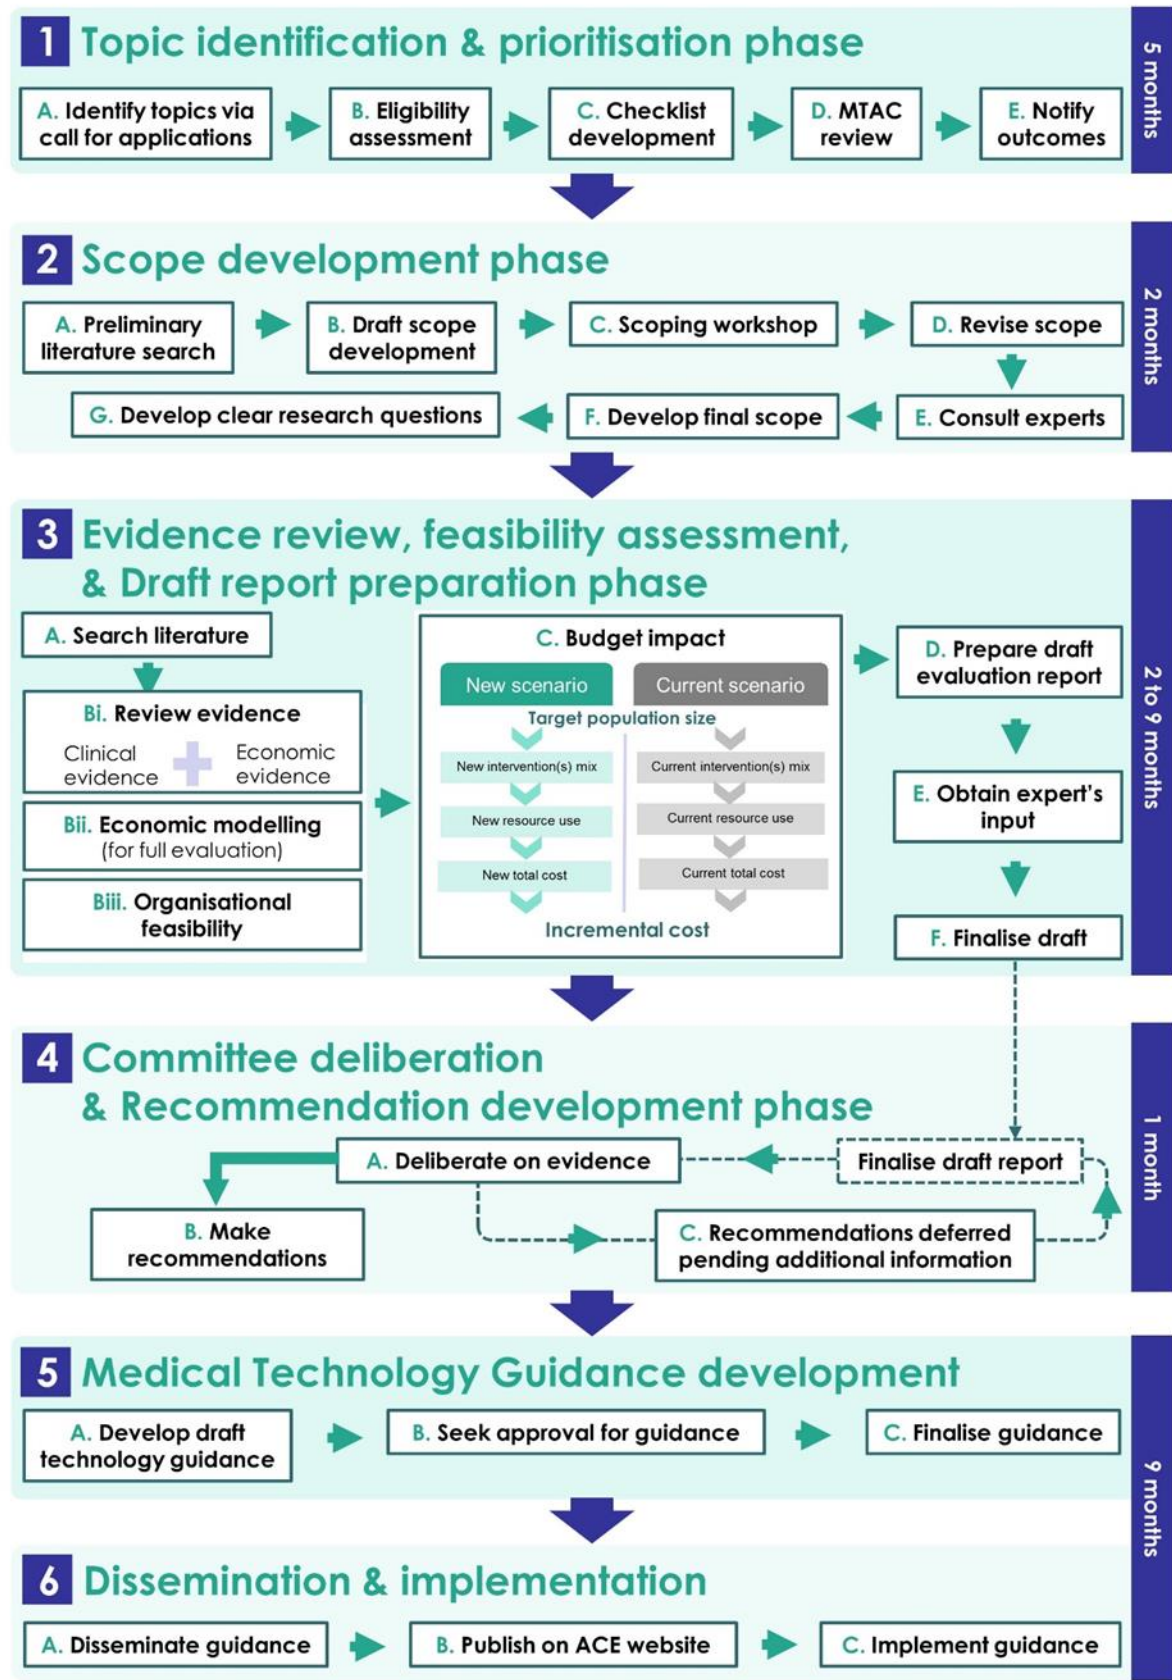 1 Topic identification & prioritisation phase
5 months
A. Identify topics via
call for applications
B. Eligibility
assessment
C. Checklist
development
D. MTAC
review
E. Notify
outcomes
2 Scope development phase
2 months
A. Preliminary
literature search
B. Draft scope
development
C. Scoping workshop
D. Revise scope
E. Consult experts
F. Develop final scope
G. Develop clear research questions
3 Evidence review, feasibility assessment,
& Draft report preparation phase
2 to 9 months
A. Search literature
Bi. Review evidence
Clinical
evidence
Economic
evidence
Bii. Economic modelling
(for full evaluation)
Biii. Organisational
feasibility
C. Budget impact
New scenario
Current scenario
Target population size
New intervention(s) mix
Current intervention(s) mix
New resource use
Current resource use
New total cost
Current total cost
Incremental cost
D. Prepare draft
evaluation report
E. Obtain expert's
input
F. Finalise draft
4 Committee deliberation
& Recommendation development phase
1 month
A. Deliberate on evidence
Finalise draft report
B. Make
recommendations
C. Recommendations deferred
pending additional information
5 Medical Technology Guidance development
9 months
A. Develop draft
technology guidance
B. Seek approval for guidance
C. Finalise guidance
6 Dissemination & implementation
A. Disseminate guidance
B. Publish on ACE website
C. Implement guidance